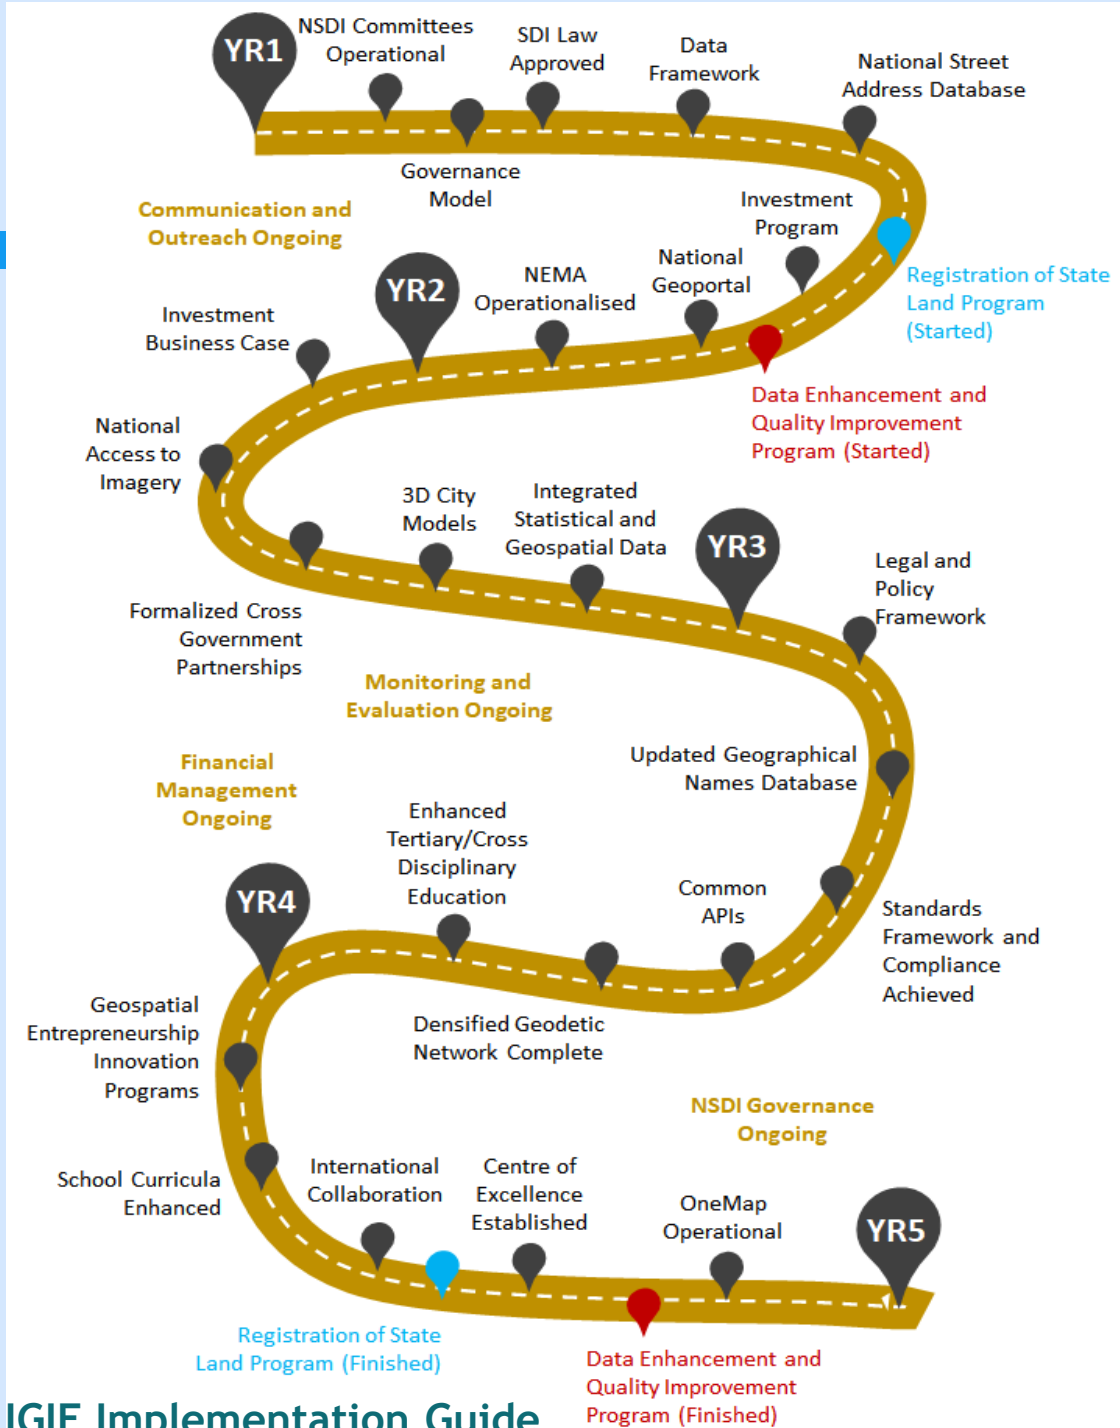 YR1
NSDI Committees
Operational
SDI Law
Approved
Data
Framework
National Street
Address Database
Governance
Model
Communication and
Outreach Ongoing
Investment
Program
Registration of State
Land Program
(Started)
National
Geoportal
NEMA
Operationalised
YR2
Data Enhancement and
Quality Improvement
Program (Started)
Investment
Business Case
National
Access to
Imagery
Formalized Cross
Government
Partnerships
3D City
Models
Integrated
Statistical and
Geospatial Data
YR3
Legal and
Policy
Framework
Monitoring and
Evaluation Ongoing
Updated Geographical
Names Database
Financial
Management
Ongoing
Enhanced
Tertiary/Cross
Disciplinary
Education
Common
APIs
Standards
Framework and
Compliance
Achieved
YR4
Densified Geodetic
Network Complete
Geospatial
Entrepreneurship
Innovation
Programs
NSDI Governance
Ongoing
School Curricula
Enhanced
International
Collaboration
Centre of
Excellence
Established
OneMap
Operational
YR5
Registration of State
Land Program (Finished)
Data Enhancement and
Quality Improvement
Program (Finished)
IGIF Implementation Guide